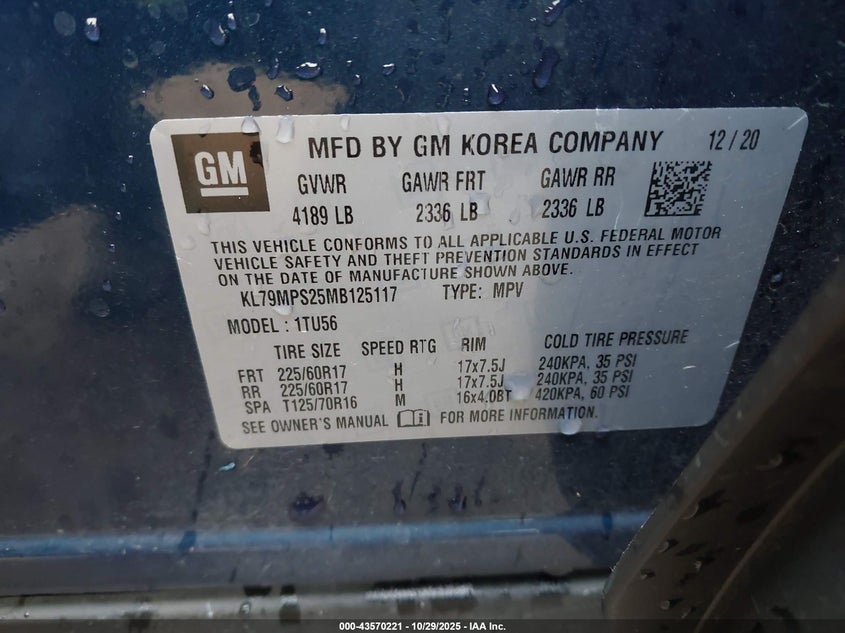 GM MFD BY GM KOREA COMPANY 12 / 20
GVWR GAWR FRT GAWR RR
4189 LB 2336 LB 2336 LB
THIS VEHICLE CONFORMS TO ALL APPLICABLE U.S. FEDERAL MOTOR
VEHICLE SAFETY AND THEFT PREVENTION STANDARDS IN EFFECT
ON THE DATE OF MANUFACTURE SHOWN ABOVE.
KL79MPS25MB125117 TYPE: MPV
MODEL : 1TU56
TIRE SIZE SPEED RTG RIM COLD TIRE PRESSURE
FRT 225/60R17 H 17x7.5J 240KPA, 35 PSI
RR 225/60R17 H 17x7.5J 240KPA, 35 PSI
SPA T125/70R16 M 16x4.0BT 420KPA, 60 PSI
SEE OWNER'S MANUAL FOR MORE INFORMATION.
000-43570221 - 10/29/2025 - IAA Inc.